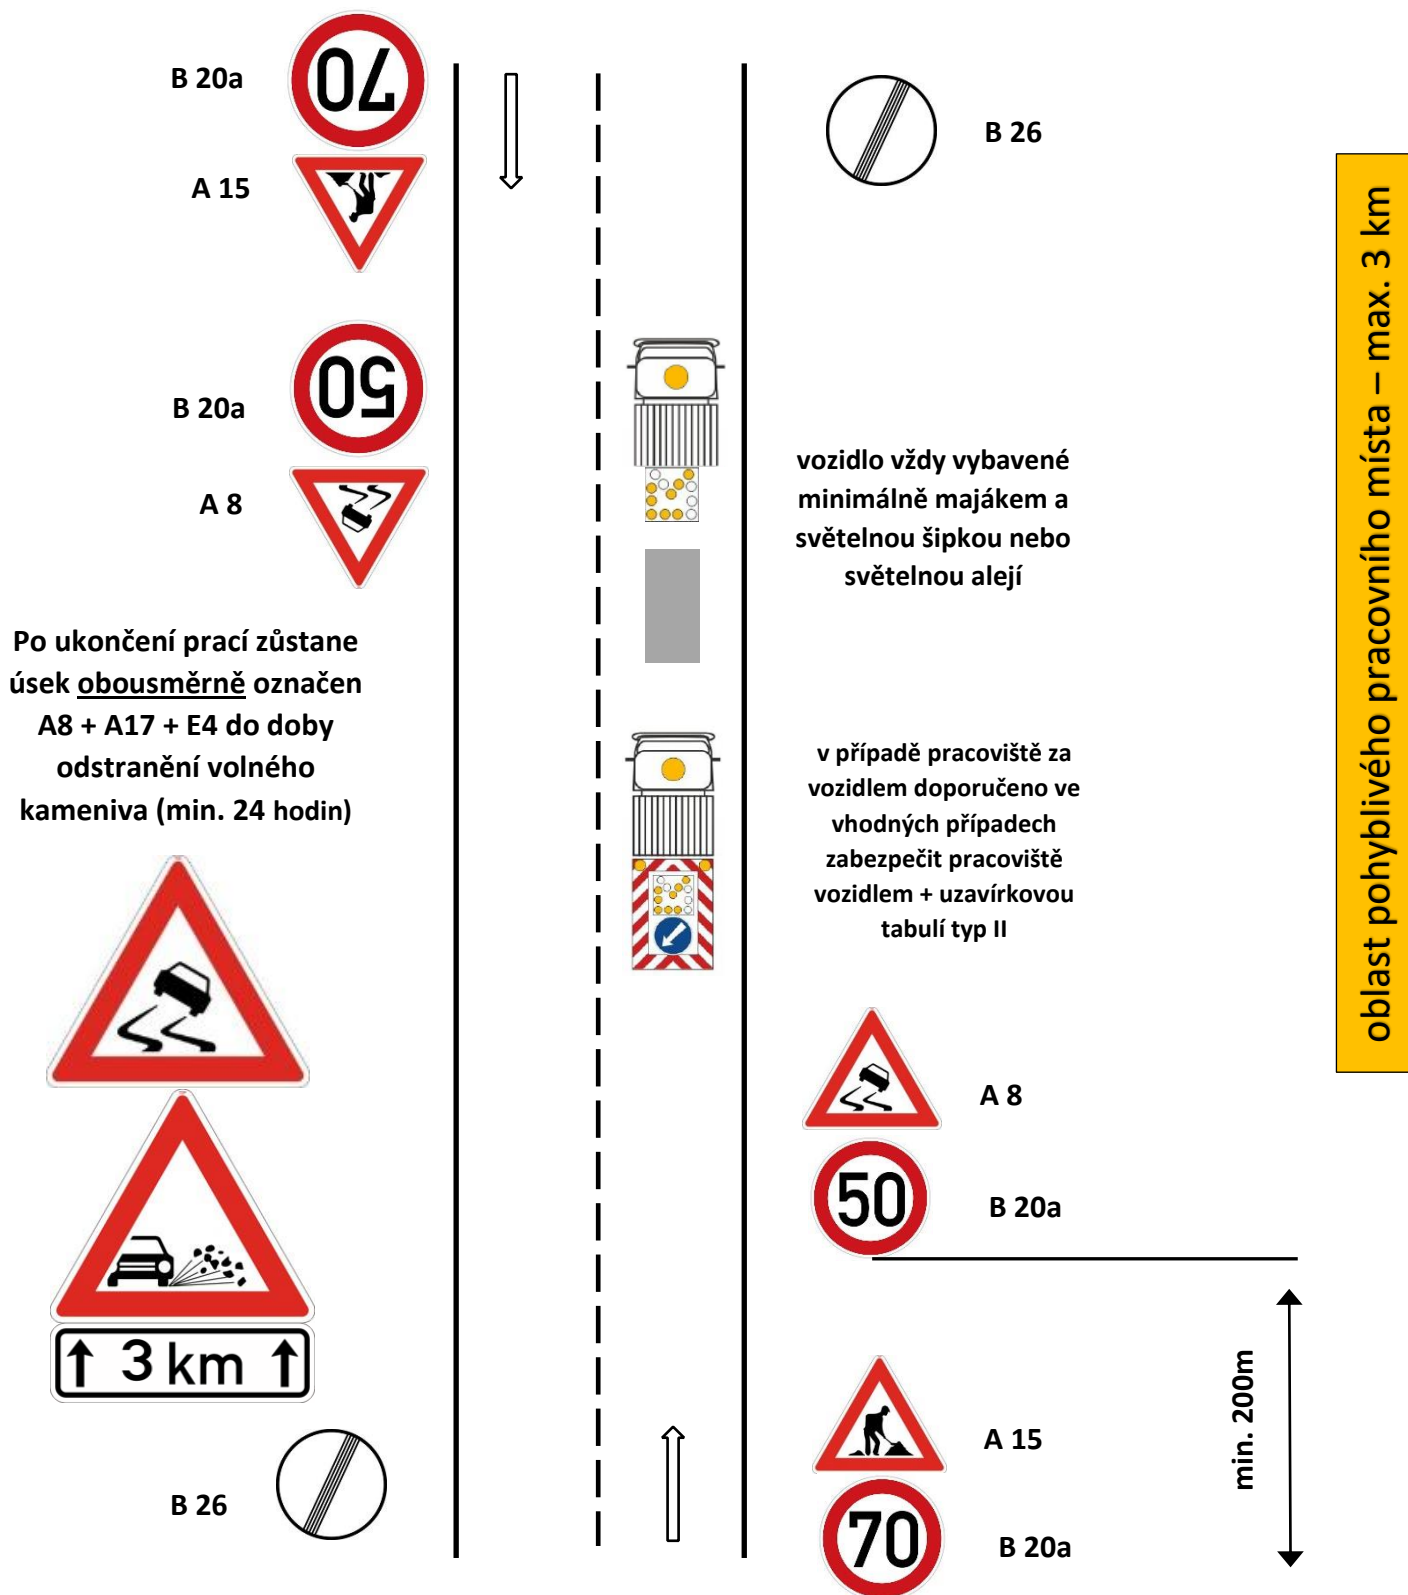 70
B 20a
A 15
B 26
50
B 20a
A 8
oblast pohyblivého pracovního místa – max. 3 km
vozidlo vždy vybavené
minimálně majákem a
světelnou šipkou nebo
světelnou alejí
Po ukončení prací zůstane
úsek obousměrně označen
A8 + A17 + E4 do doby
odstranění volného
kameniva (min. 24 hodin)
v případě pracoviště za
vozidlem doporučeno ve
vhodných případech
zabezpečit pracoviště
vozidlem + uzavírkovou
tabulí typ II
A 8
50
B 20a
3 km
min. 200m
A 15
B 26
70
B 20a